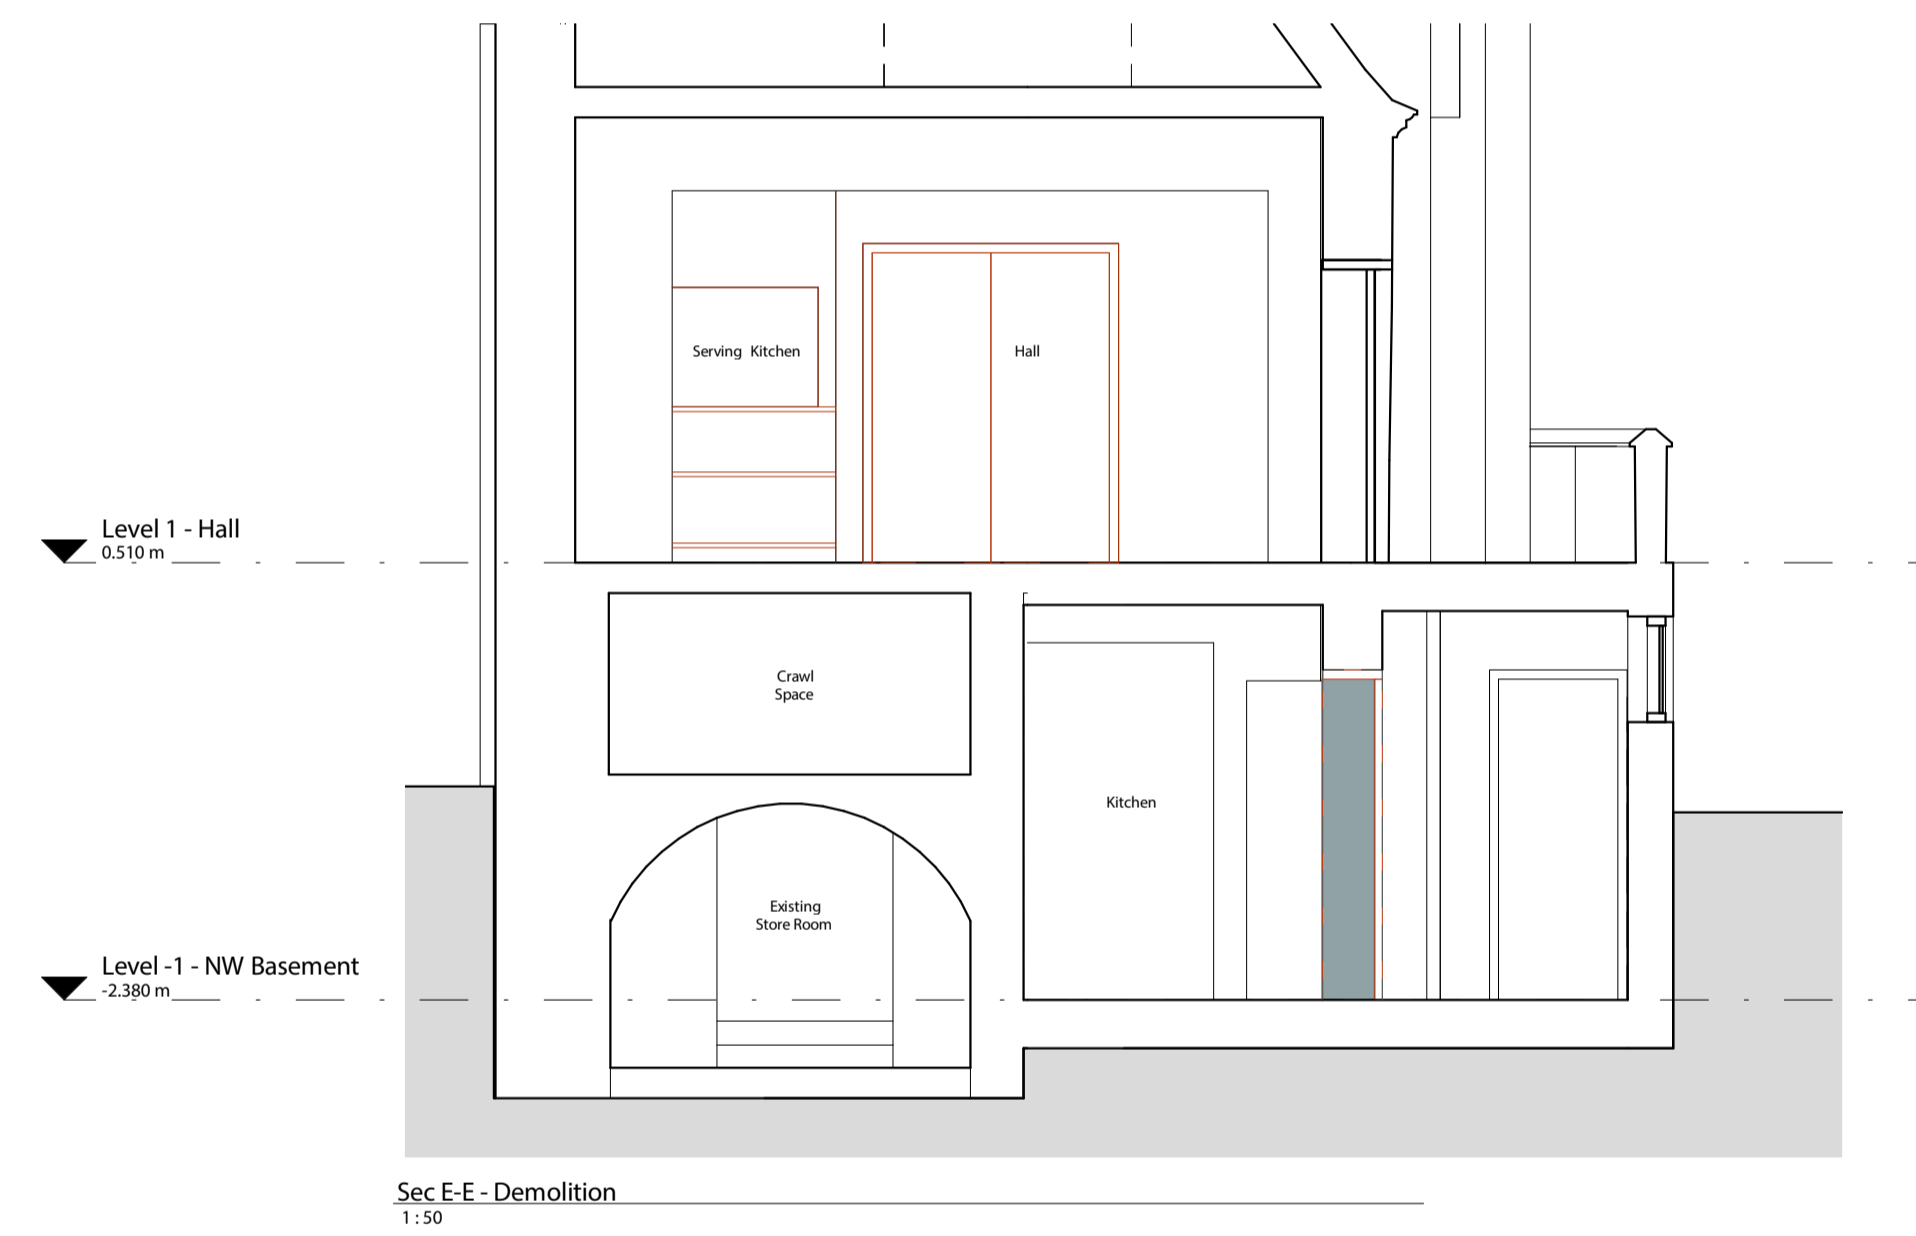 Serving Kitchen
Hall
Level 1 - Hall
0.510 m
Crawl
Space
Kitchen
Existing
Store Room
Level -1 - NW Basement
-2.380 m
Sec E-E - Demolition
1 : 50